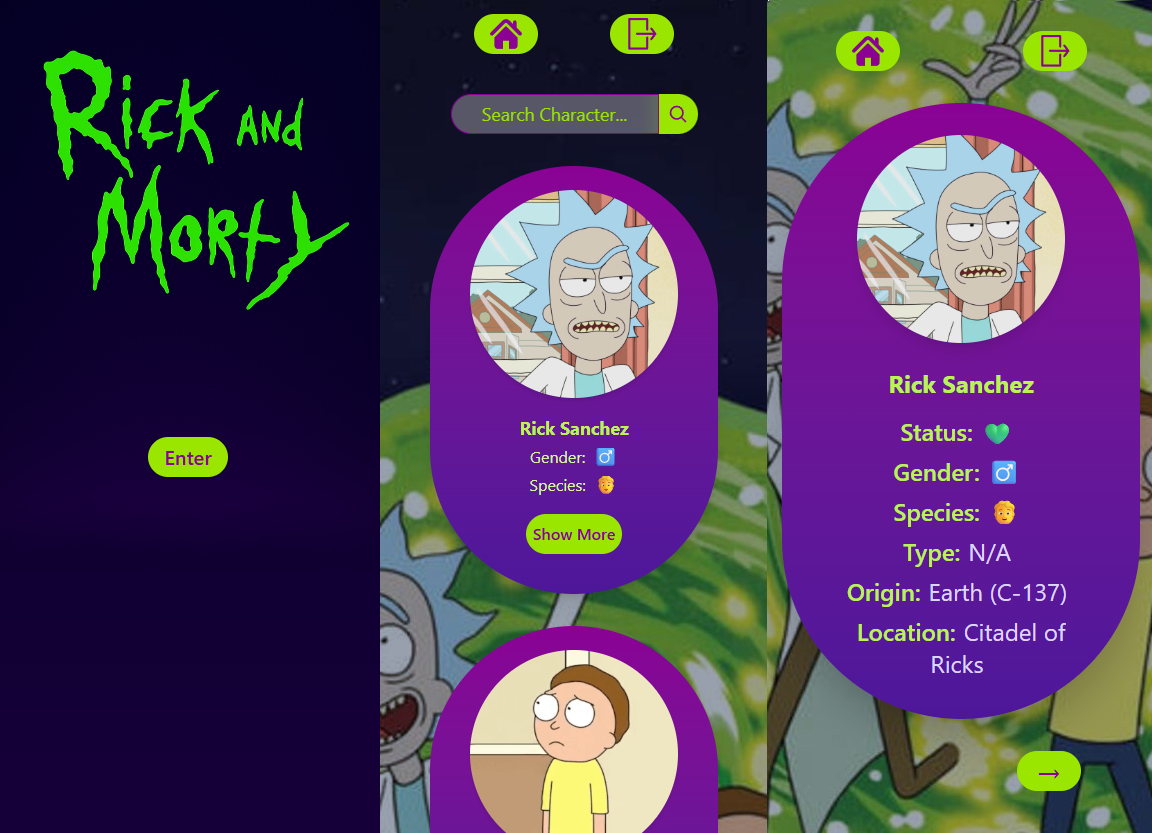 Rick and
Morty
Enter
Search Character...
Rick Sanchez
Gender:
Species:
Show More
Rick Sanchez
Status:
Gender:
Species:
Type: N/A
Origin: Earth (C-137)
Location: Citadel of
Ricks
→